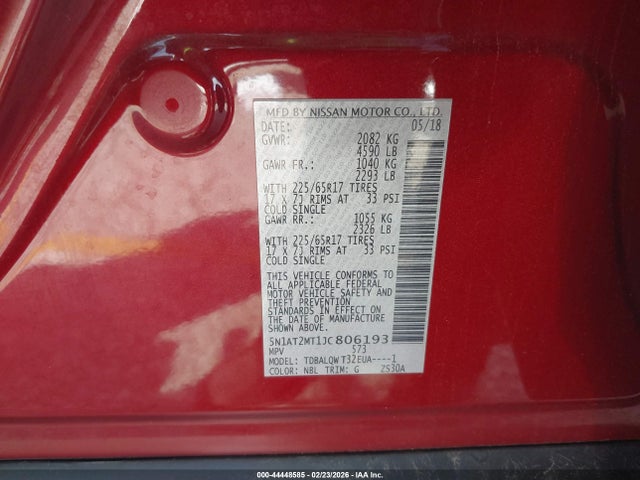 MFD BY NISSAN MOTOR CO., LTD.
DATE: 05/18
GVWR: 2082 KG
4590 LB
GAWR FR.: 1040 KG
2293 LB
WITH 225/65R17 TIRES
17 X 7J RIMS AT 33 PSI
COLD SINGLE
GAWR RR.: 1055 KG
2326 LB
WITH 225/65R17 TIRES
17 X 7J RIMS AT 33 PSI
COLD SINGLE
THIS VEHICLE CONFORMS TO
ALL APPLICABLE FEDERAL
MOTOR VEHICLE SAFETY AND
THEFT PREVENTION
STANDARDS IN EFFECT ON
THE DATE OF MANUFACTURE
SHOWN ABOVE.
5N1AT2MT1JC806193
MPV 573
MODEL: TDBALQW T32EUA----1
COLOR: NBL TRIM: G ZS30A
000-44448585 - 02/23/2026 - IAA Inc.